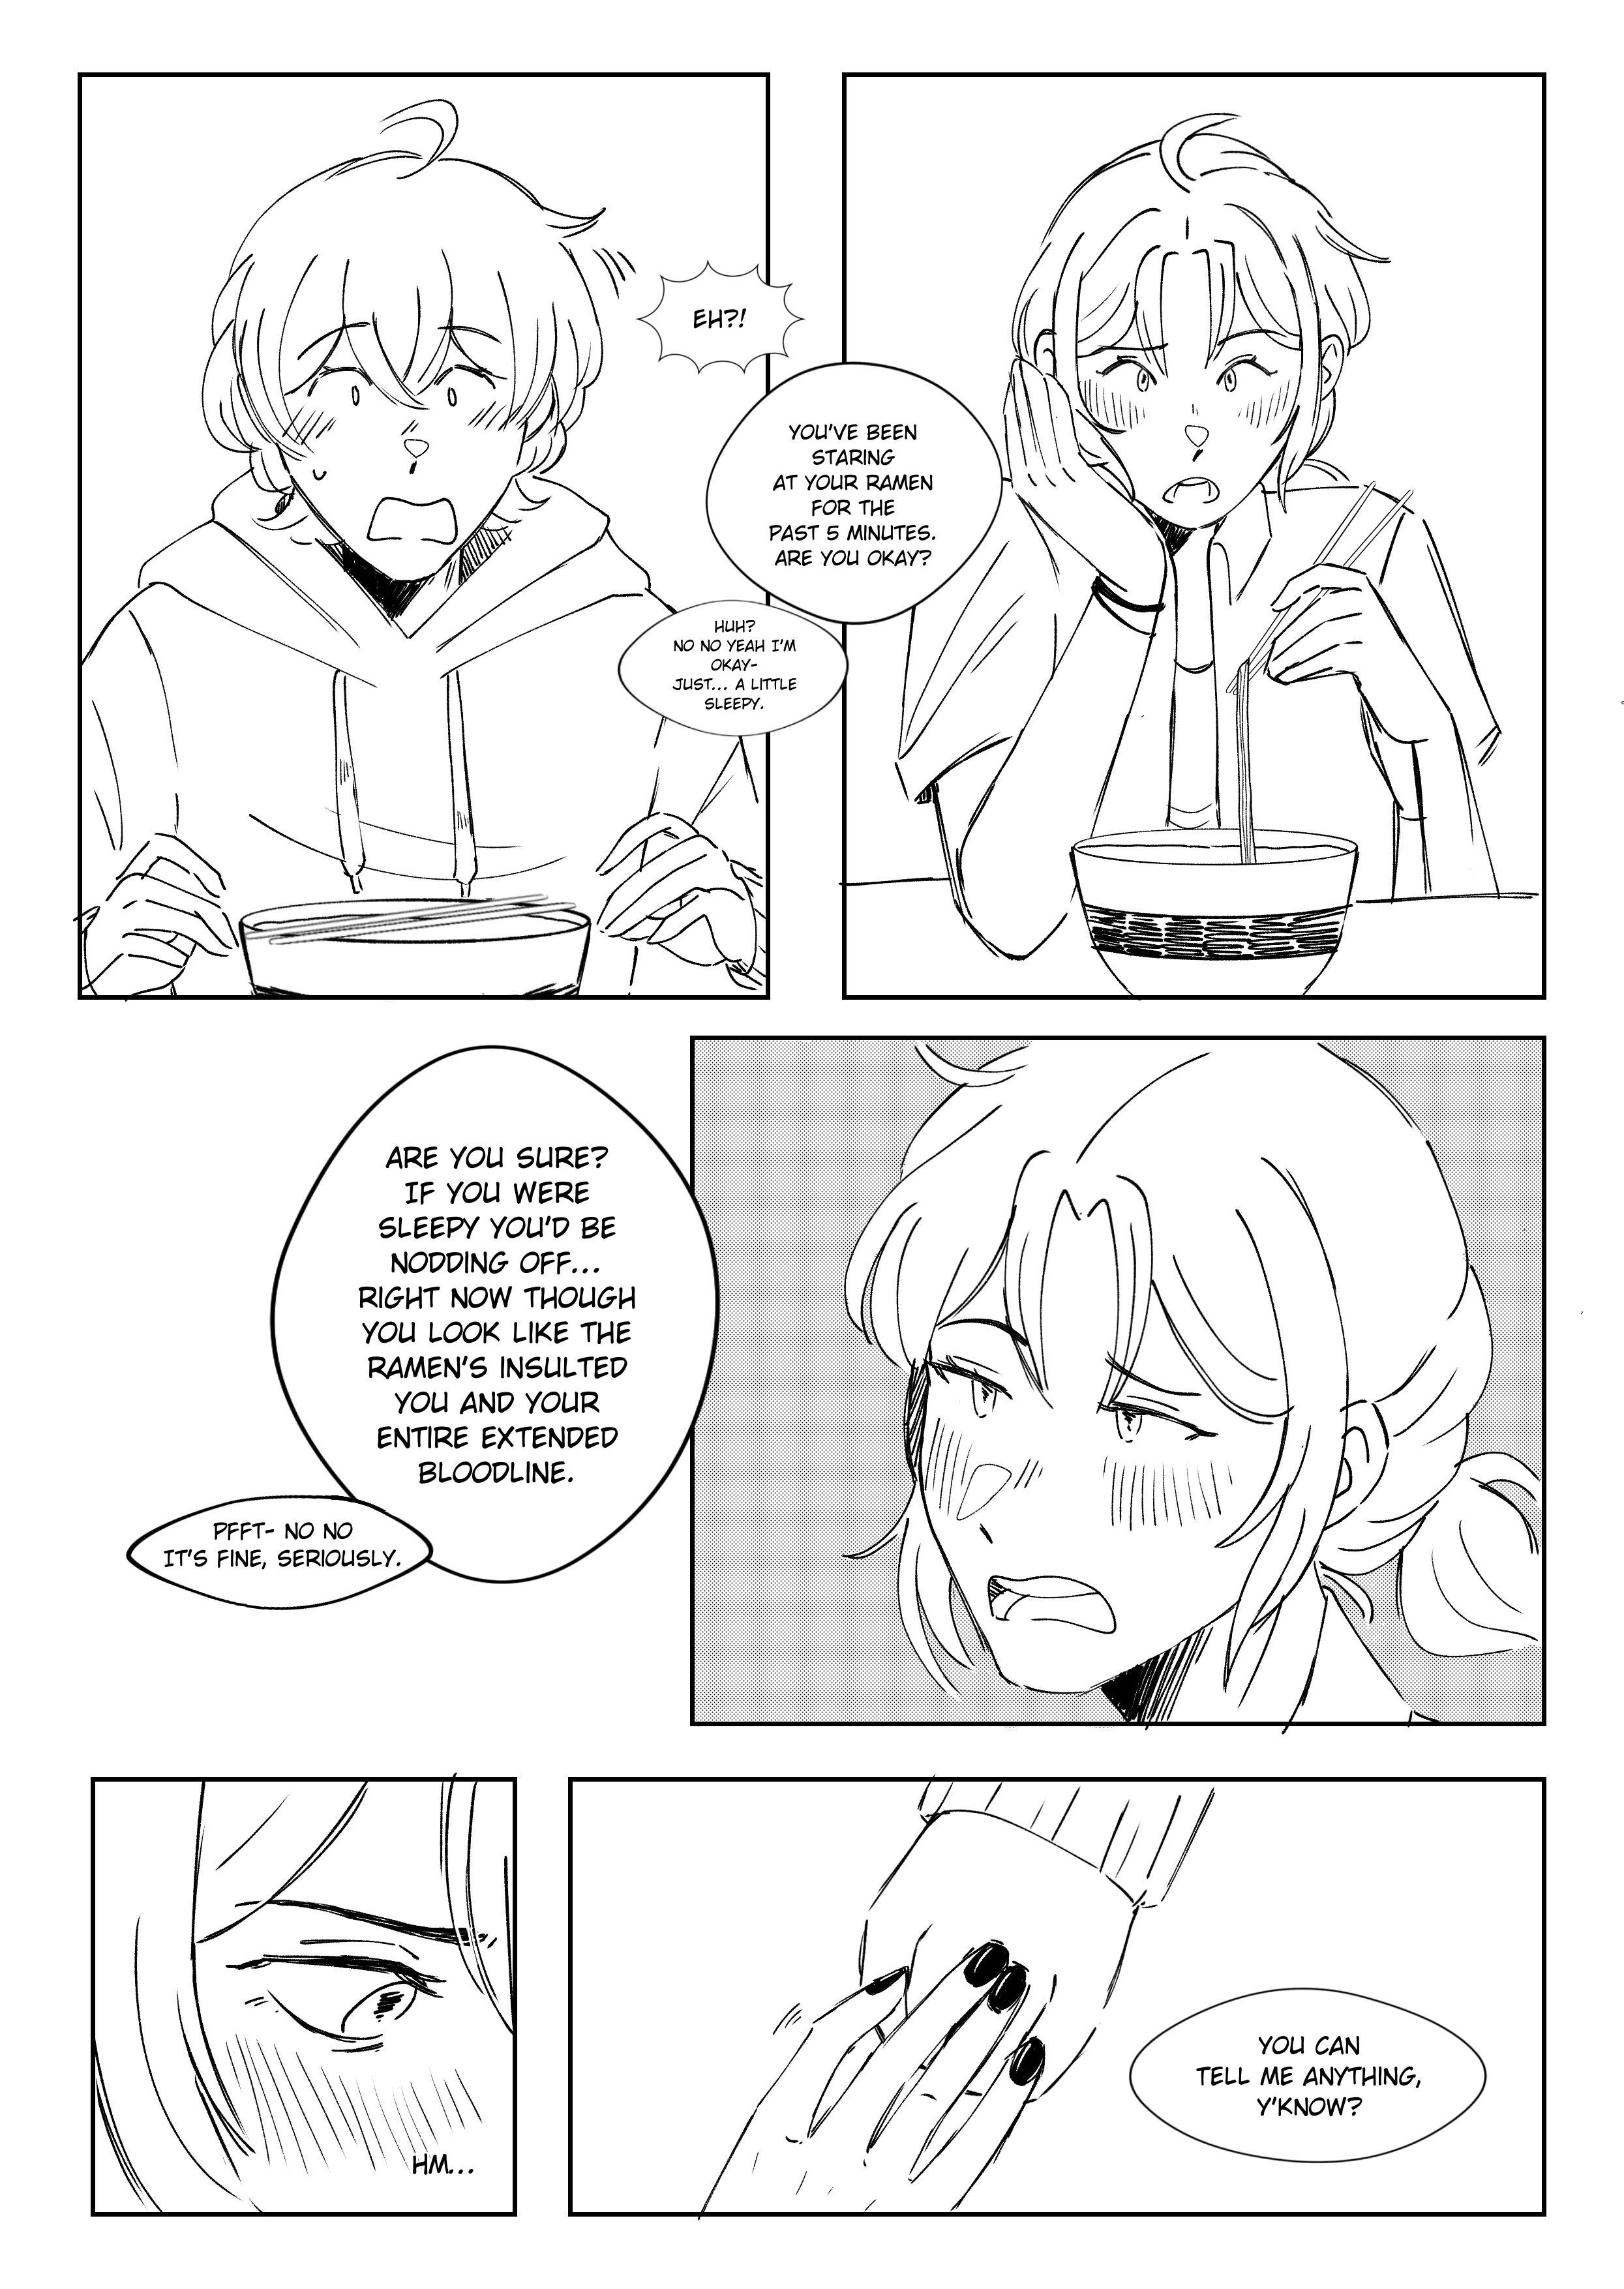 EH?!
YOU'VE BEEN
STARING
AT YOUR RAMEN
FOR THE
PAST 5 MINUTES.
ARE YOU OKAY?
HUH?
NO NO YEAH I'M
OKAY-
JUST... A LITTLE
SLEEPY.
ARE YOU SURE?
IF YOU WERE
SLEEPY YOU'D BE
NODDING OFF...
RIGHT NOW THOUGH
YOU LOOK LIKE THE
RAMEN'S INSULTED
YOU AND YOUR
ENTIRE EXTENDED
BLOODLINE.
PFFT- NO NO
IT'S FINE, SERIOUSLY.
HM...
YOU CAN
TELL ME ANYTHING,
Y'KNOW?